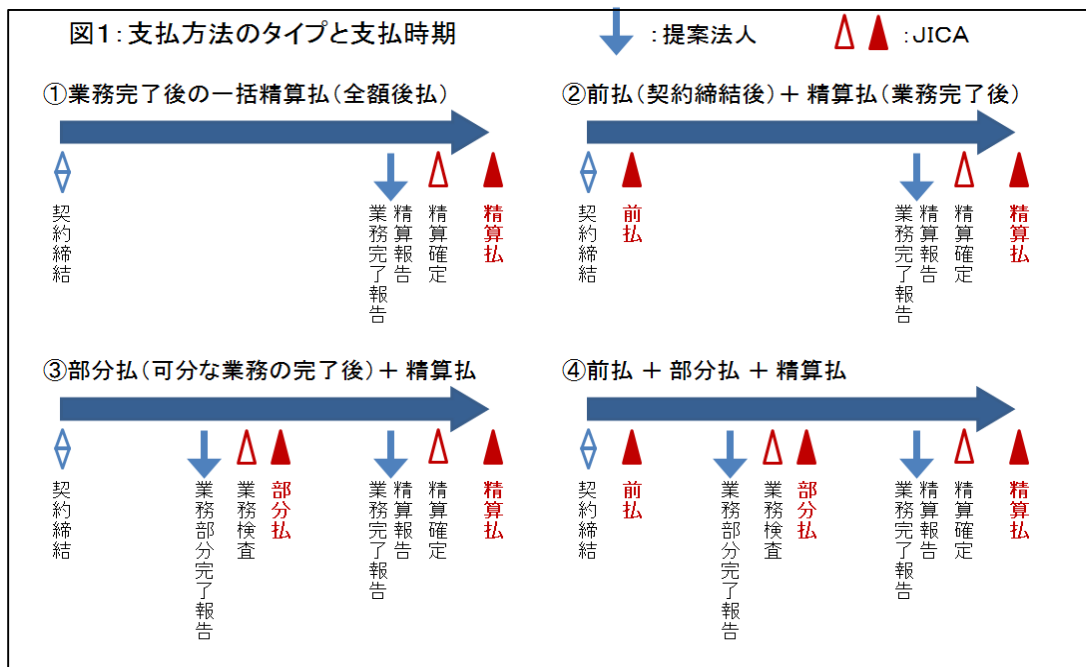 図1：支払方法のタイプと支払時期
：提案法人
：JICA
①業務完了後の一括精算払(全額後払)
契約締結
業務完了報告
精算報告
精算確定
精算払
②前払(契約締結後)＋精算払(業務完了後)
契約締結
前払
業務完了報告
精算報告
精算確定
精算払
③部分払(可分な業務の完了後)＋精算払
契約締結
業務部分完了報告
業務検査
部分払
業務完了報告
精算報告
精算確定
精算払
④前払＋部分払＋精算払
契約締結
前払
業務部分完了報告
業務検査
部分払
業務完了報告
精算報告
精算確定
精算払